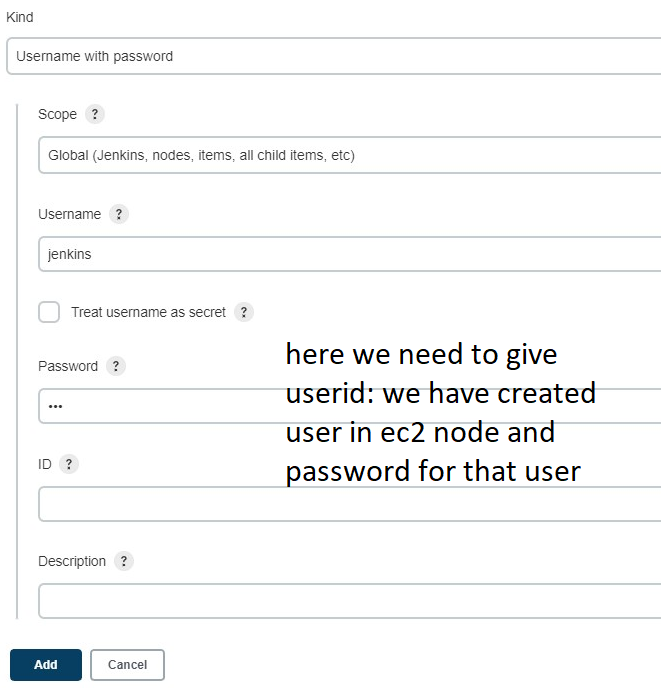 Kind
Username with password
Scope ?
Global (Jenkins, nodes, items, all child items, etc)
Username ?
jenkins
Treat username as secret ?
here we need to give
userid: we have created
user in ec2 node and
password for that user
Password ?
•••
ID ?
Description ?
Add Cancel